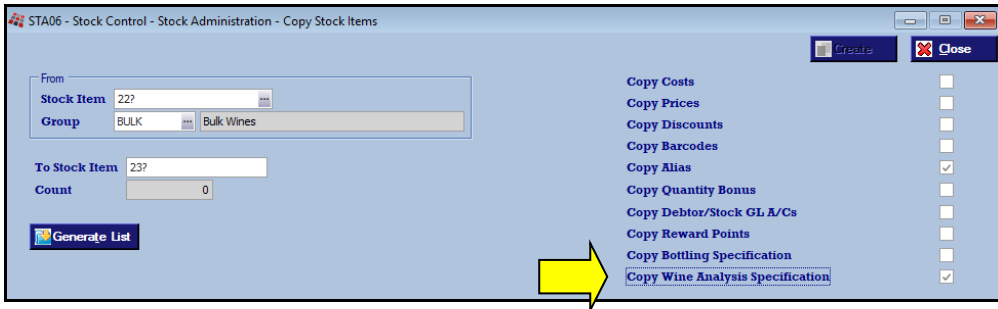 STA06 - Stock Control - Stock Administration - Copy Stock Items
Create
Close
From
Stock Item 22? ...
Group BULK ... Bulk Wines
To Stock Item 23?
Count 0
Generate List
Copy Costs
Copy Prices
Copy Discounts
Copy Barcodes
Copy Alias
Copy Quantity Bonus
Copy Debtor/Stock GL A/Cs
Copy Reward Points
Copy Bottling Specification
Copy Wine Analysis Specification